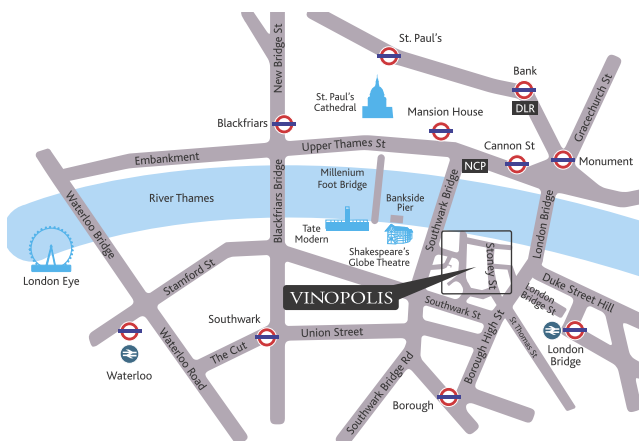 New Bridge St
St. Paul's
Bank
DLR
Gracechurch St
St. Paul's
Cathedral
Mansion House
Blackfriars
Cannon St
Upper Thames St
Embankment
NCP
Monument
Millenium
Foot Bridge
River Thames
Waterloo Bridge
Blackfriars Bridge
Bankside
Pier
Southwark Bridge
London Bridge
Tate
Modern
Shakespeare's
Globe Theatre
Stoney St
London Eye
Stamford St
VINOPOLIS
Duke Street Hill
London
Bridge St
Southwark St
Southwark
Union Street
St Thomas St
The Cut
Waterloo
Waterloo Road
London
Bridge
Borough High St
Southwark Bridge Rd
Borough